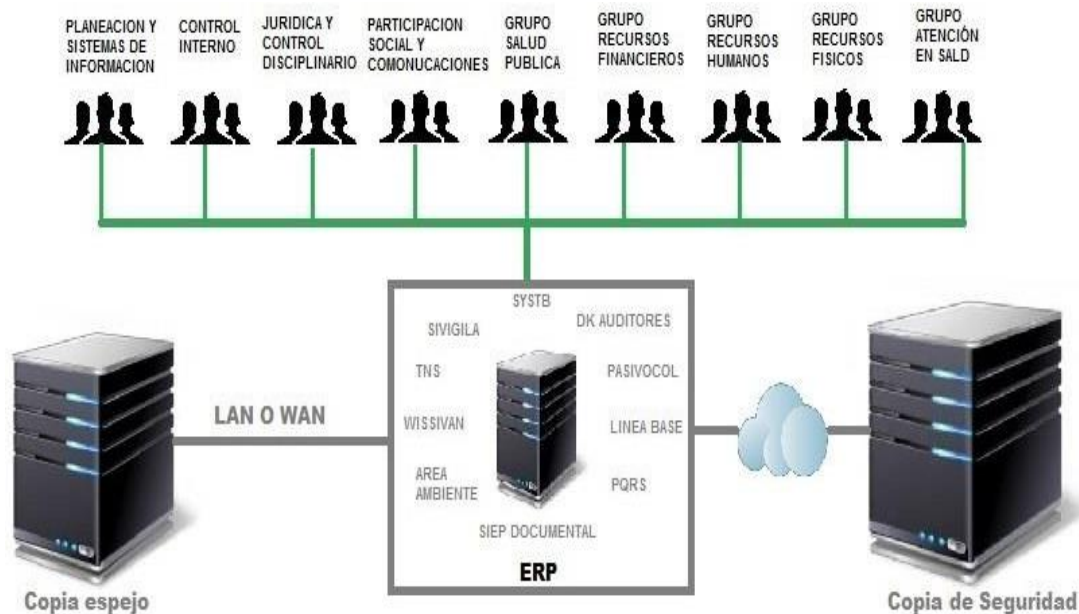 PLANEACION Y
SISTEMAS DE
INFORMACION
CONTROL
INTERNO
JURIDICA Y
CONTROL
DISCIPLINARIO
PARTICIPACION
SOCIAL Y
COMONUCACIONES
GRUPO
SALUD
PUBLICA
GRUPO
RECURSOS
FINANCIEROS
GRUPO
RECURSOS
HUMANOS
GRUPO
RECURSOS
FISICOS
GRUPO
ATENCIÓN
EN SALD
SYSTB
SIVIGILA
DK AUDITORES
TNS
PASIVOCOL
LAN O WAN
WISSIVAN
LINEA BASE
AREA
AMBIENTE
PQRS
SIEP DOCUMENTAL
ERP
Copia espejo
Copia de Seguridad